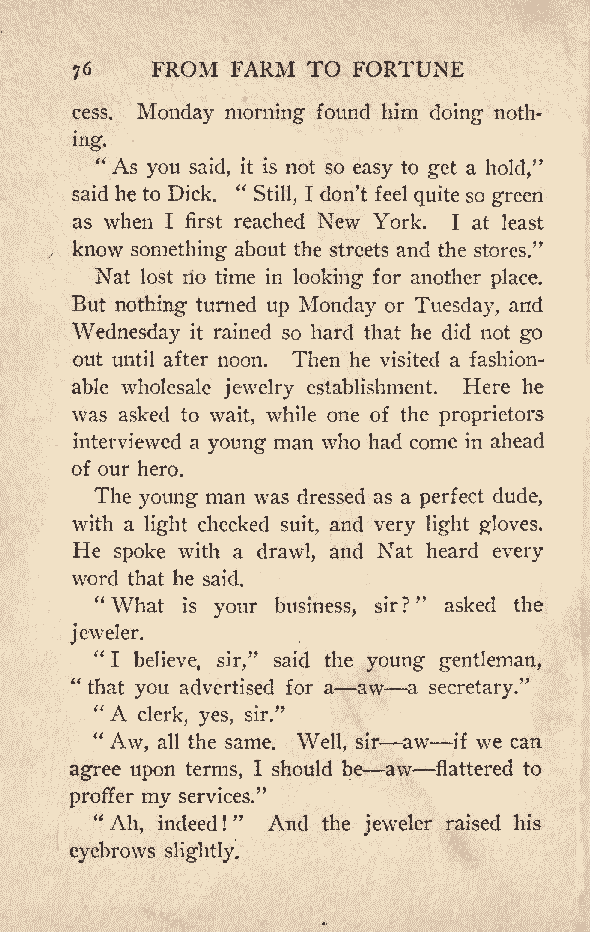 76 FROM FARM TO FORTUNE
cess. Monday morning found him doing noth-
ing.
" As you said, it is not so easy to get a hold,"
said he to Dick. " Still, I don't feel quite so green
as when I first reached New York. I at least
know something about the streets and the stores."
Nat lost no time in looking for another place.
But nothing turned up Monday or Tuesday, and
Wednesday it rained so hard that he did not go
out until after noon. Then he visited a fashion-
able wholesale jewelry establishment. Here he
was asked to wait, while one of the proprietors
interviewed a young man who had come in ahead
of our hero.
The young man was dressed as a perfect dude,
with a light checked suit, and very light gloves.
He spoke with a drawl, and Nat heard every
word that he said.
" What is your business, sir? " asked the
jeweler.
" I believe, sir," said the young gentleman,
" that you advertised for a—aw—a secretary."
" A clerk, yes, sir."
" Aw, all the same. Well, sir—aw—if we can
agree upon terms, I should be—aw—flattered to
proffer my services."
" Ah, indeed! " And the jeweler raised his
eyebrows slightly.